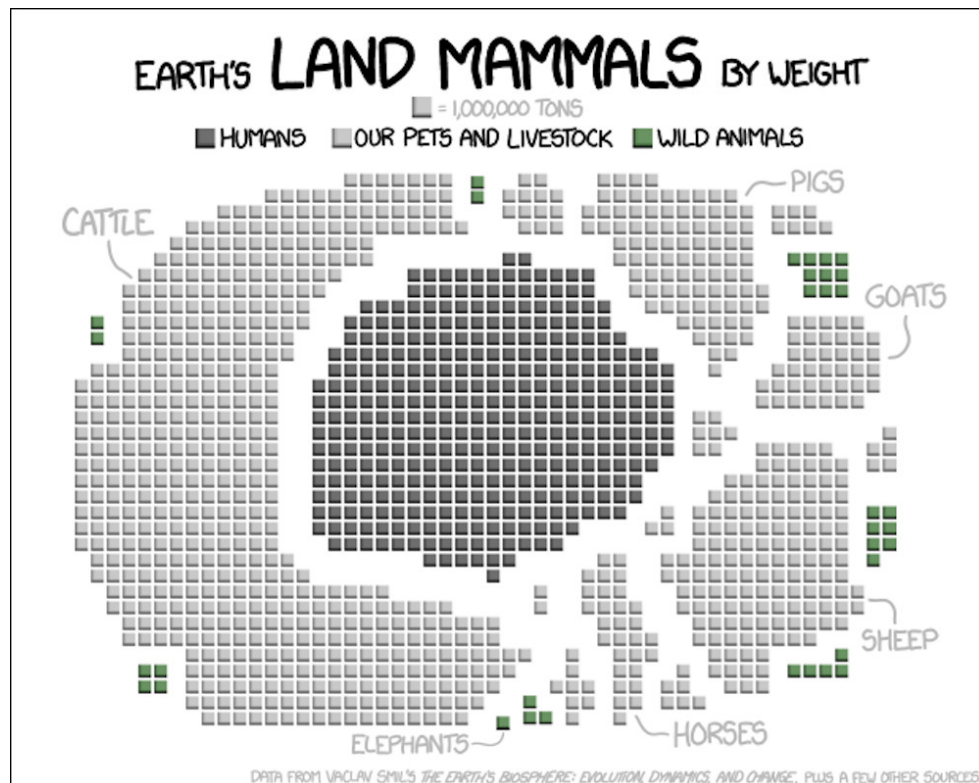 EARTH'S LAND MAMMALS BY WEIGHT
= 1,000,000 TONS
HUMANS OUR PETS AND LIVESTOCK WILD ANIMALS
PIGS
CATTLE
GOATS
SHEEP
HORSES
ELEPHANTS
DATA FROM VACLAV SMIL'S THE EARTH'S BIOSPHERE: EVOLUTION, DYNAMICS, AND CHANGE, PLUS A FEW OTHER SOURCES